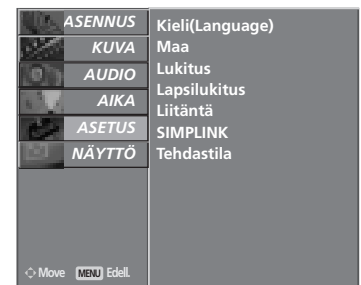 ASENNUS
KUVA
AUDIO
AIKA
ASETUS
NÄYTTÖ
Kieli(Language)
Maa
Lukitus
Lapsilukitus
Liitäntä
SIMPLINK
Tehdastila
Move MENU Edell.